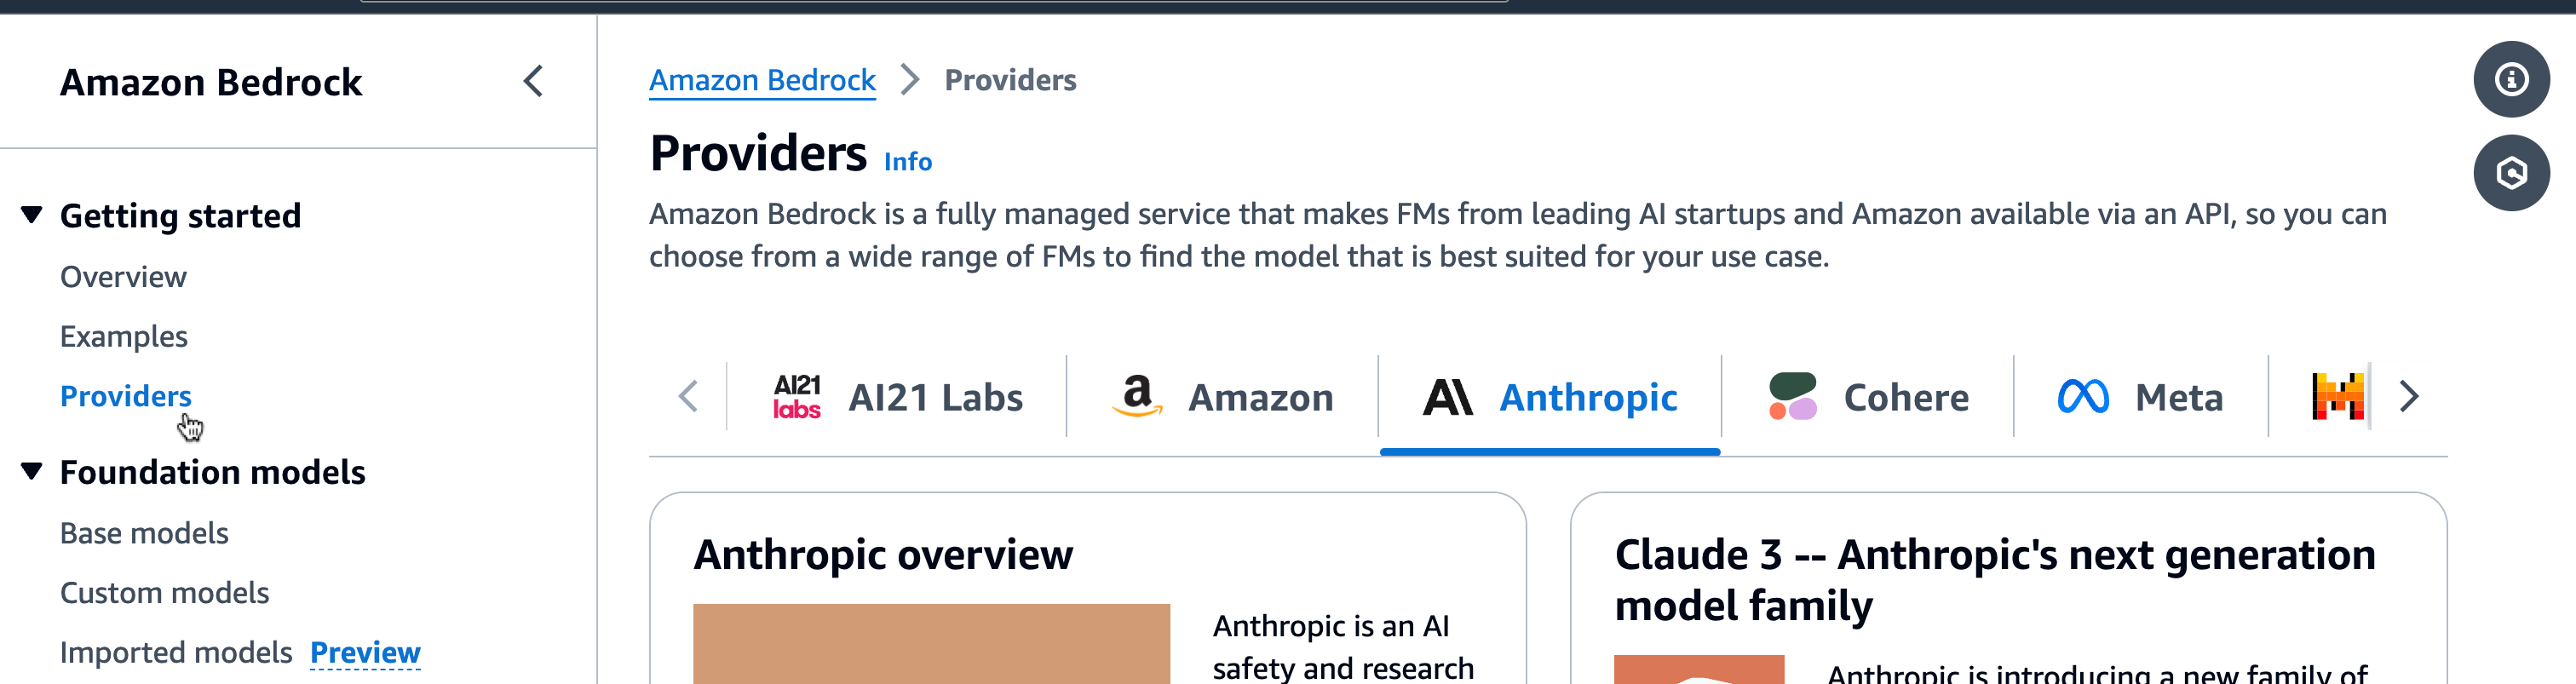 Amazon Bedrock
Getting started
Overview
Examples
Providers
Foundation models
Base models
Custom models
Imported models Preview
Amazon Bedrock Providers
Providers Info
Amazon Bedrock is a fully managed service that makes FMs from leading AI startups and Amazon available via an API, so you can
choose from a wide range of FMs to find the model that is best suited for your use case.
AI21
labs
AI21 Labs
a
Amazon
Anthropic
Cohere
Meta
Anthropic overview
Anthropic is an AI
safety and research
Claude 3 -- Anthropic's next generation
model family
Anthropic is introducing a new family of